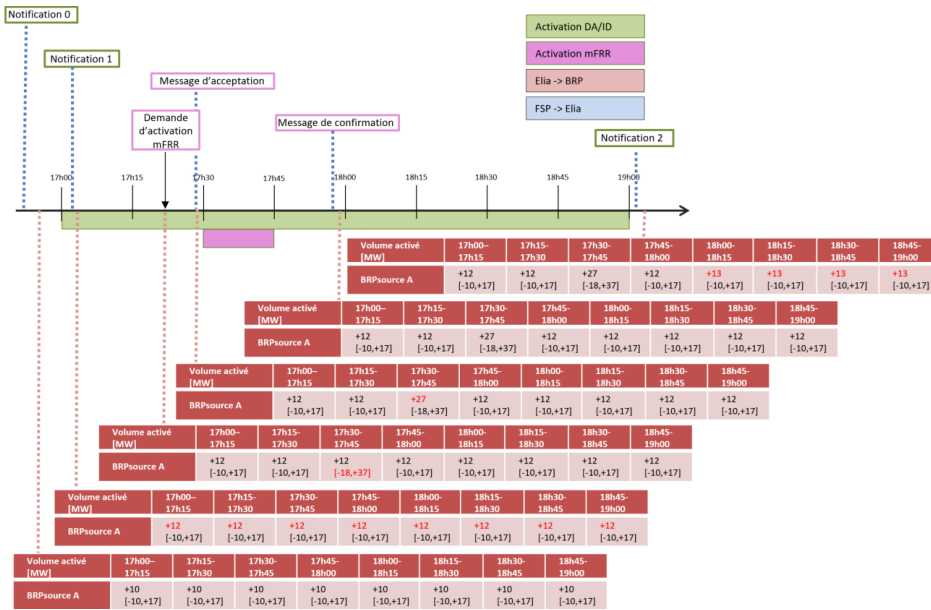 Notification 0
Notification 1
Message d'acceptation
Demande
d'activation
mFRR
Message de confirmation
Notification 2
Activation DA/ID
Activation mFRR
Elia -> BRP
FSP -> Elia
17h00
17h15
17h30
17h45
18h00
18h15
18h30
18h45
19h00
Volume activé [MW] 17h00–17h15 17h15-17h30 17h30-17h45 17h45-18h00 18h00-18h15 18h15-18h30 18h30-18h45 18h45-19h00
BRPsource A +12 +12 +27 +12 +13 +13 +13 +13
[-10,+17] [-10,+17] [-18,+37] [-10,+17] [-10,+17] [-10,+17] [-10,+17] [-10,+17]
Volume activé [MW] 17h00–17h15 17h15-17h30 17h30-17h45 17h45-18h00 18h00-18h15 18h15-18h30 18h30-18h45 18h45-19h00
BRPsource A +12 +12 +27 +12 +12 +12 +12 +12
[-10,+17] [-10,+17] [-18,+37] [-10,+17] [-10,+17] [-10,+17] [-10,+17] [-10,+17]
Volume activé [MW] 17h00–17h15 17h15-17h30 17h30-17h45 17h45-18h00 18h00-18h15 18h15-18h30 18h30-18h45 18h45-19h00
BRPsource A +12 +12 +27 +12 +12 +12 +12 +12
[-10,+17] [-10,+17] [-18,+37] [-10,+17] [-10,+17] [-10,+17] [-10,+17] [-10,+17]
Volume activé [MW] 17h00–17h15 17h15-17h30 17h30-17h45 17h45-18h00 18h00-18h15 18h15-18h30 18h30-18h45 18h45-19h00
BRPsource A +12 +12 +12 +12 +12 +12 +12 +12
[-10,+17] [-10,+17] [-18,+37] [-10,+17] [-10,+17] [-10,+17] [-10,+17] [-10,+17]
Volume activé [MW] 17h00–17h15 17h15-17h30 17h30-17h45 17h45-18h00 18h00-18h15 18h15-18h30 18h30-18h45 18h45-19h00
BRPsource A +12 +12 +12 +12 +12 +12 +12 +12
[-10,+17] [-10,+17] [-10,+17] [-10,+17] [-10,+17] [-10,+17] [-10,+17] [-10,+17]
Volume activé [MW] 17h00–17h15 17h15-17h30 17h30-17h45 17h45-18h00 18h00-18h15 18h15-18h30 18h30-18h45 18h45-19h00
BRPsource A +10 +10 +10 +10 +10 +10 +10 +10
[-10,+17] [-10,+17] [-10,+17] [-10,+17] [-10,+17] [-10,+17] [-10,+17] [-10,+17]